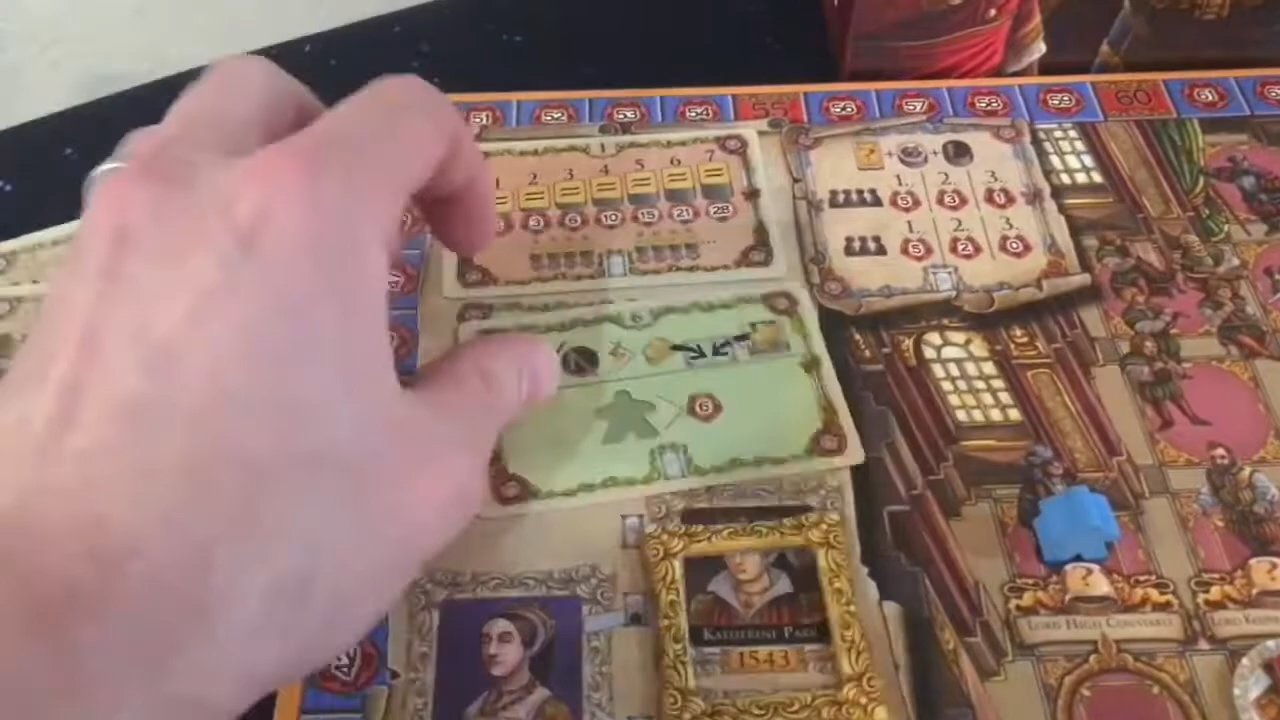 51 52 53 54 55 56 57 58 59 60 61
1
2 3 4 5 6 7
3 6 10 15 21 28
?
1. 2. 3.
5 3 1
1. 2. 3.
5 2 0
6
6
KATHERINE PARR
1543
?
LORD HIGH CONSTABLE
LORD